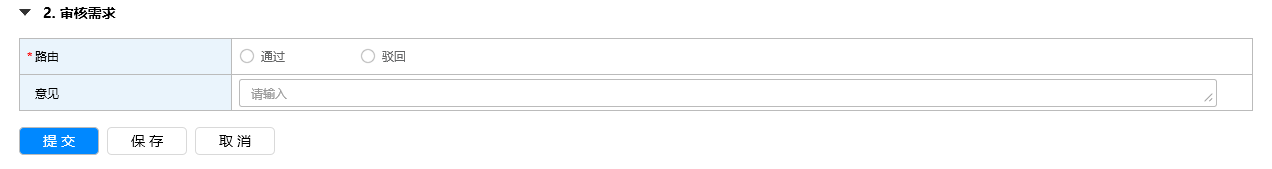 2. 审核需求
*路由 通过 驳回
意见 请输入
提 交 保 存 取 消